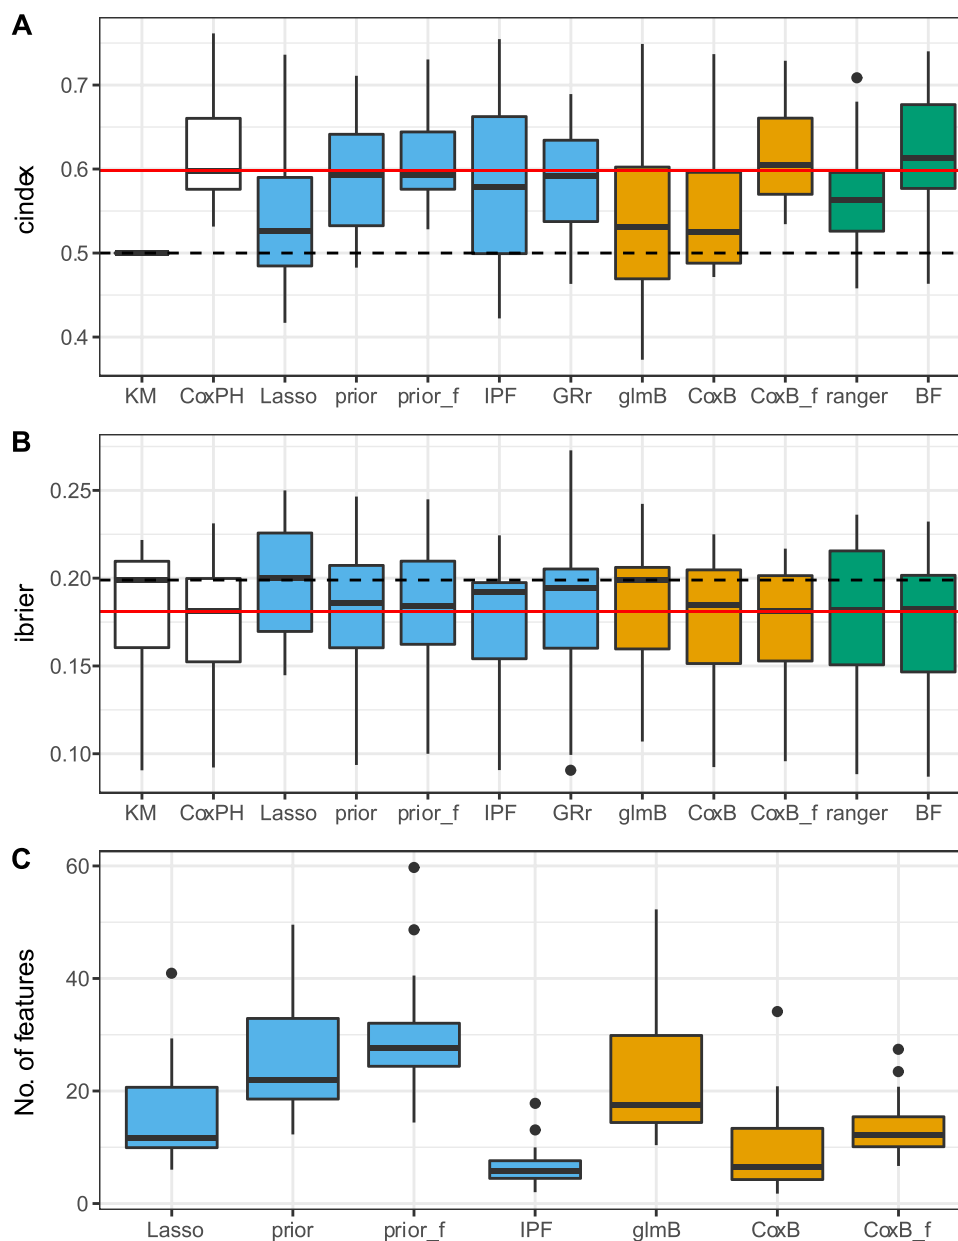 A
cindex
0.7
0.6
0.5
0.4
KM CoxPH Lasso prior prior_f IPF GRr glmB CoxB CoxB_f ranger BF
B
ibrier
0.25
0.20
0.15
0.10
KM CoxPH Lasso prior prior_f IPF GRr glmB CoxB CoxB_f ranger BF
C
No. of features
60
40
20
0
Lasso prior prior_f IPF glmB CoxB CoxB_f